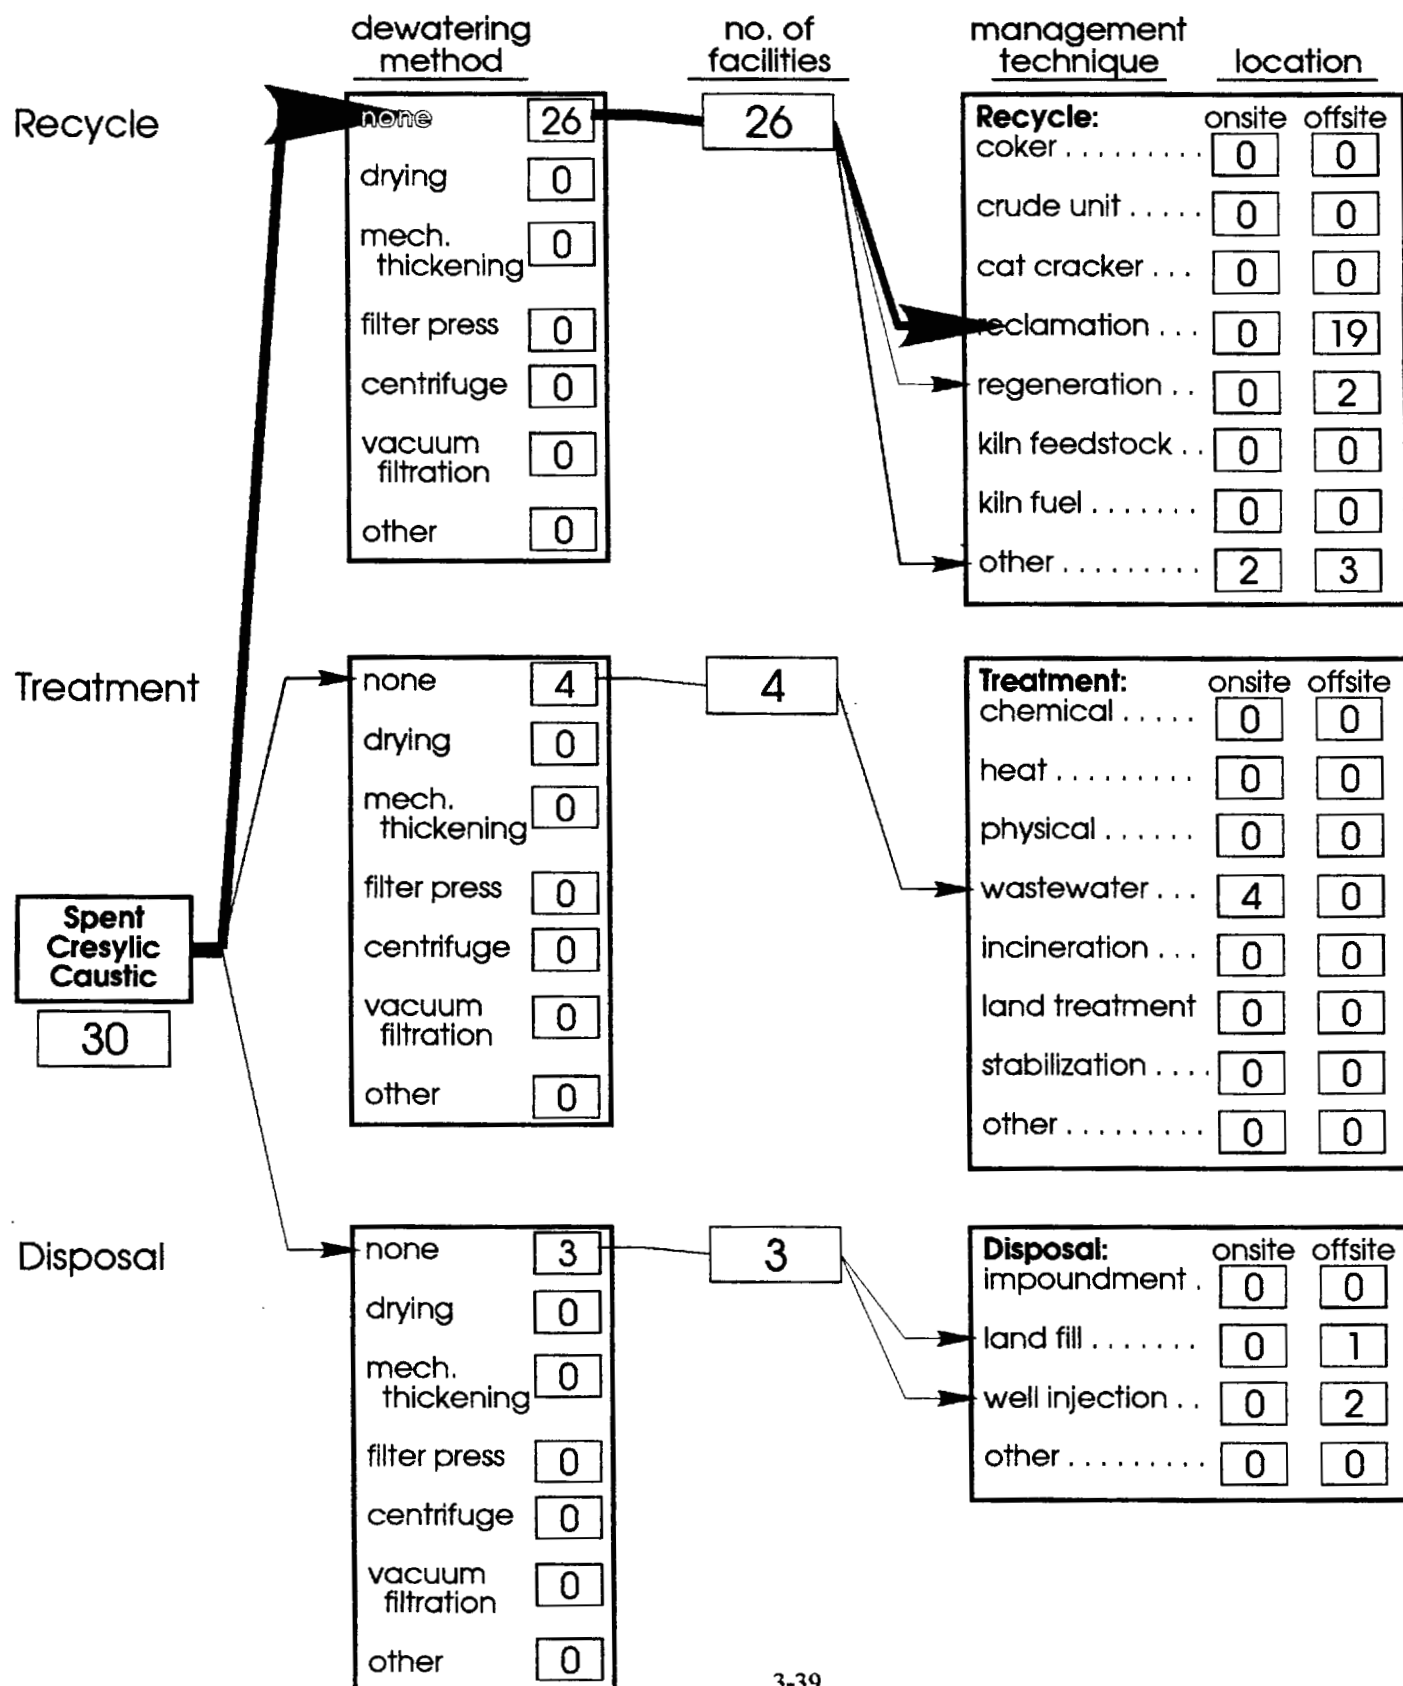 dewatering method no. of facilities management technique location
Recycle
none 26
drying 0
mech. thickening 0
filter press 0
centrifuge 0
vacuum filtration 0
other 0
26
Recycle: onsite offsite
coker . . . . . . . . . 0 0
crude unit . . . . . 0 0
cat cracker . . . 0 0
reclamation . . . 0 19
regeneration . . 0 2
kiln feedstock . . 0 0
kiln fuel . . . . . . . 0 0
other . . . . . . . . . 2 3
Treatment
none 4
drying 0
mech. thickening 0
filter press 0
centrifuge 0
vacuum filtration 0
other 0
4
Treatment: onsite offsite
chemical . . . . . 0 0
heat . . . . . . . . . 0 0
physical . . . . . . 0 0
wastewater . . . 4 0
incineration . . . 0 0
land treatment 0 0
stabilization . . . . 0 0
other . . . . . . . . . 0 0
Spent
Cresylic
Caustic
30
Disposal
none 3
drying 0
mech. thickening 0
filter press 0
centrifuge 0
vacuum filtration 0
other 0
3
Disposal: onsite offsite
impoundment . 0 0
land fill . . . . . . . 0 1
well injection . . 0 2
other . . . . . . . . . 0 0
3-39